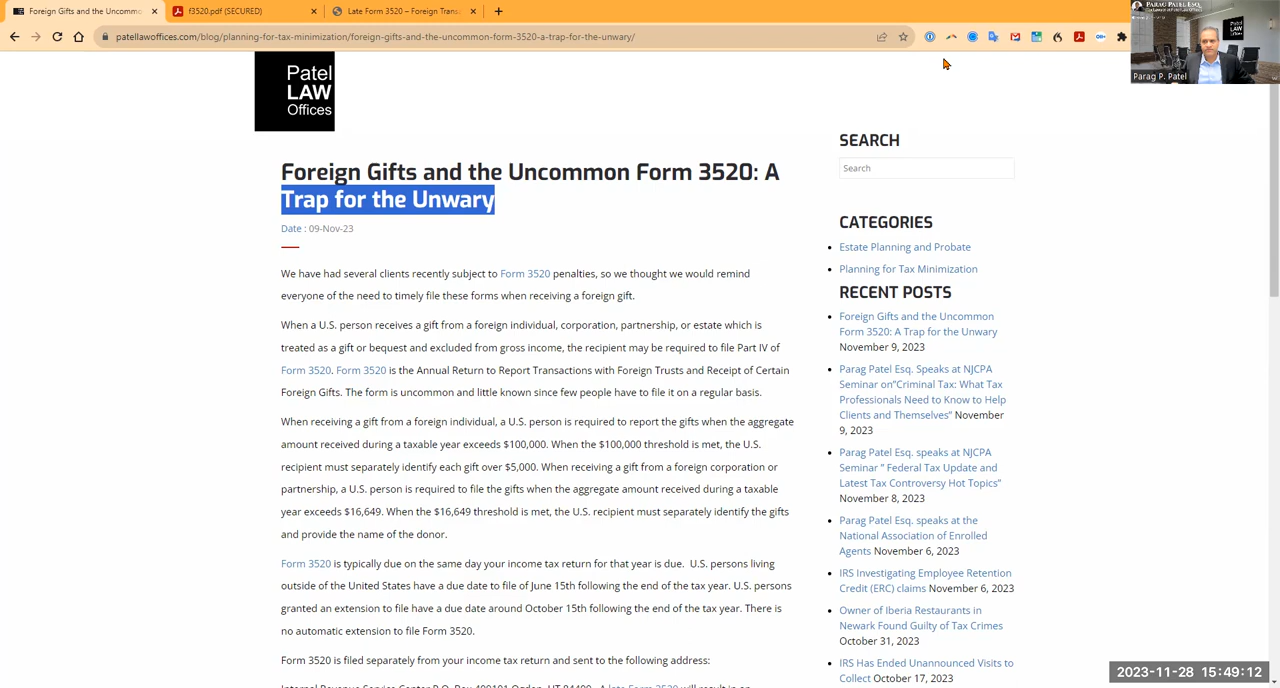 Foreign Gifts and the Uncommo
f3520.pdf (SECURED)
Late Form 3520 – Foreign Trans
patellawoffices.com/blog/planning-for-tax-minimization/foreign-gifts-and-the-uncommon-form-3520-a-trap-for-the-unwary/
PARAG PATEL ESQ.
Parag P. Patel
Patel
LAW
Offices
Foreign Gifts and the Uncommon Form 3520: A
Trap for the Unwary
Date : 09-Nov-23
We have had several clients recently subject to Form 3520 penalties, so we thought we would remind
everyone of the need to timely file these forms when receiving a foreign gift.
When a U.S. person receives a gift from a foreign individual, corporation, partnership, or estate which is
treated as a gift or bequest and excluded from gross income, the recipient may be required to file Part IV of
Form 3520. Form 3520 is the Annual Return to Report Transactions with Foreign Trusts and Receipt of Certain
Foreign Gifts. The form is uncommon and little known since few people have to file it on a regular basis.
When receiving a gift from a foreign individual, a U.S. person is required to report the gifts when the aggregate
amount received during a taxable year exceeds $100,000. When the $100,000 threshold is met, the U.S.
recipient must separately identify each gift over $5,000. When receiving a gift from a foreign corporation or
partnership, a U.S. person is required to file the gifts when the aggregate amount received during a taxable
year exceeds $16,649. When the $16,649 threshold is met, the U.S. recipient must separately identify the gifts
and provide the name of the donor.
Form 3520 is typically due on the same day your income tax return for that year is due. U.S. persons living
outside of the United States have a due date to file of June 15th following the end of the tax year. U.S. persons
granted an extension to file have a due date around October 15th following the end of the tax year. There is
no automatic extension to file Form 3520.
Form 3520 is filed separately from your income tax return and sent to the following address:
Internal Revenue Service Center P.O. Box 409101 Ogden, UT 84409. A late Form 3520 will result in an
SEARCH
Search
CATEGORIES
Estate Planning and Probate
Planning for Tax Minimization
RECENT POSTS
Foreign Gifts and the Uncommon
Form 3520: A Trap for the Unwary
November 9, 2023
Parag Patel Esq. Speaks at NJCPA
Seminar on"Criminal Tax: What Tax
Professionals Need to Know to Help
Clients and Themselves" November
9, 2023
Parag Patel Esq. speaks at NJCPA
Seminar " Federal Tax Update and
Latest Tax Controversy Hot Topics"
November 8, 2023
Parag Patel Esq. speaks at the
National Association of Enrolled
Agents November 6, 2023
IRS Investigating Employee Retention
Credit (ERC) claims November 6, 2023
Owner of Iberia Restaurants in
Newark Found Guilty of Tax Crimes
October 31, 2023
IRS Has Ended Unannounced Visits to
Collect October 17, 2023
2023-11-28 15:49:12